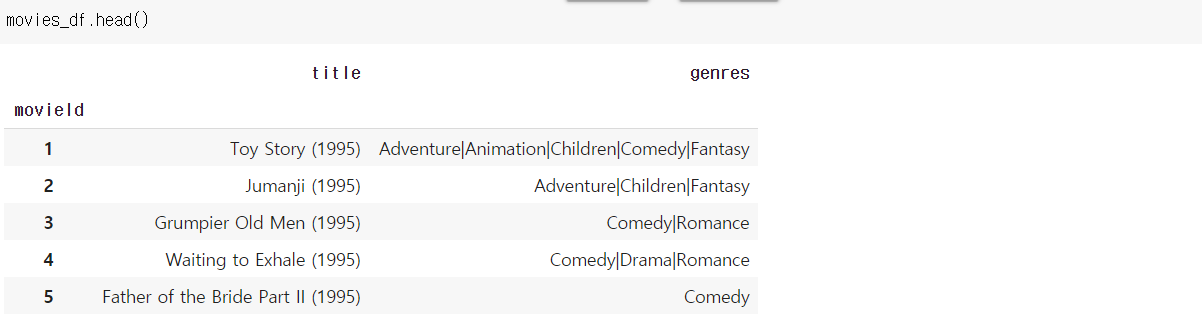 movies_df.head()
title genres
movieId
1 Toy Story (1995) Adventure|Animation|Children|Comedy|Fantasy
2 Jumanji (1995) Adventure|Children|Fantasy
3 Grumpier Old Men (1995) Comedy|Romance
4 Waiting to Exhale (1995) Comedy|Drama|Romance
5 Father of the Bride Part II (1995) Comedy